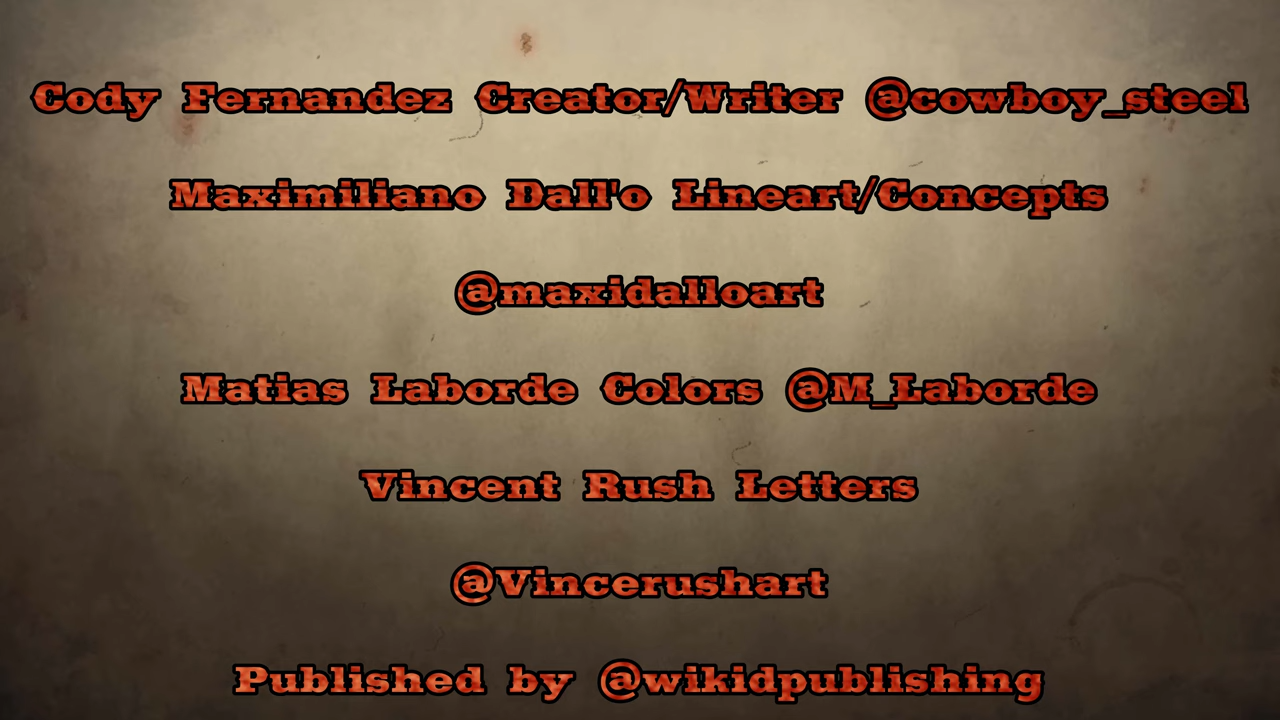 Cody Fernandez Creator/Writer @cowboy_steel
Maximiliano Dall'o Lineart/Concepts
@maxidalloart
Matias Laborde Colors @M_Laborde
Vincent Rush Letters
@Vincerushart
Published by @wikidpublishing